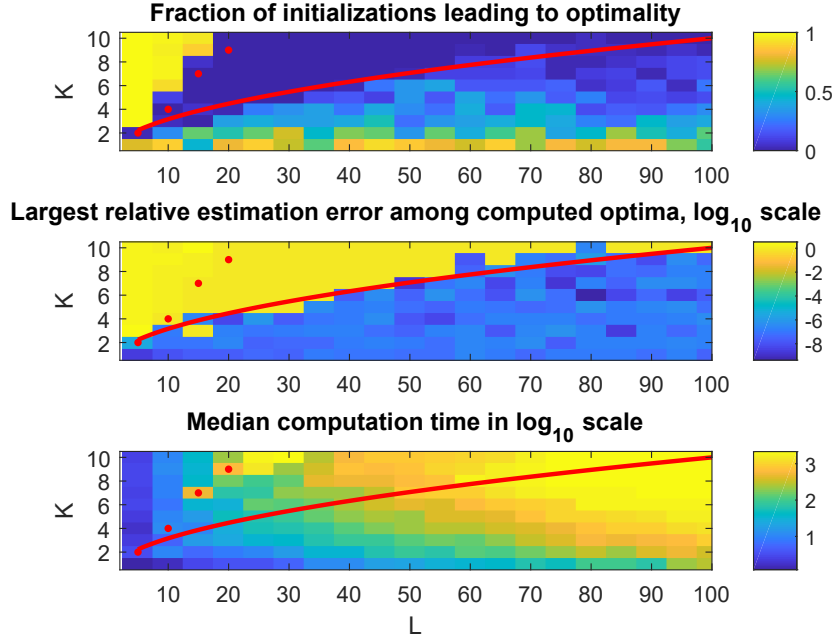 Fraction of initializations leading to optimality
K
10
8
6
4
2
10 20 30 40 50 60 70 80 90 100
1
0.5
0
Largest relative estimation error among computed optima, log10 scale
K
10
8
6
4
2
10 20 30 40 50 60 70 80 90 100
0
-2
-4
-6
-8
Median computation time in log10 scale
K
10
8
6
4
2
10 20 30 40 50 60 70 80 90 100
L
3
2
1